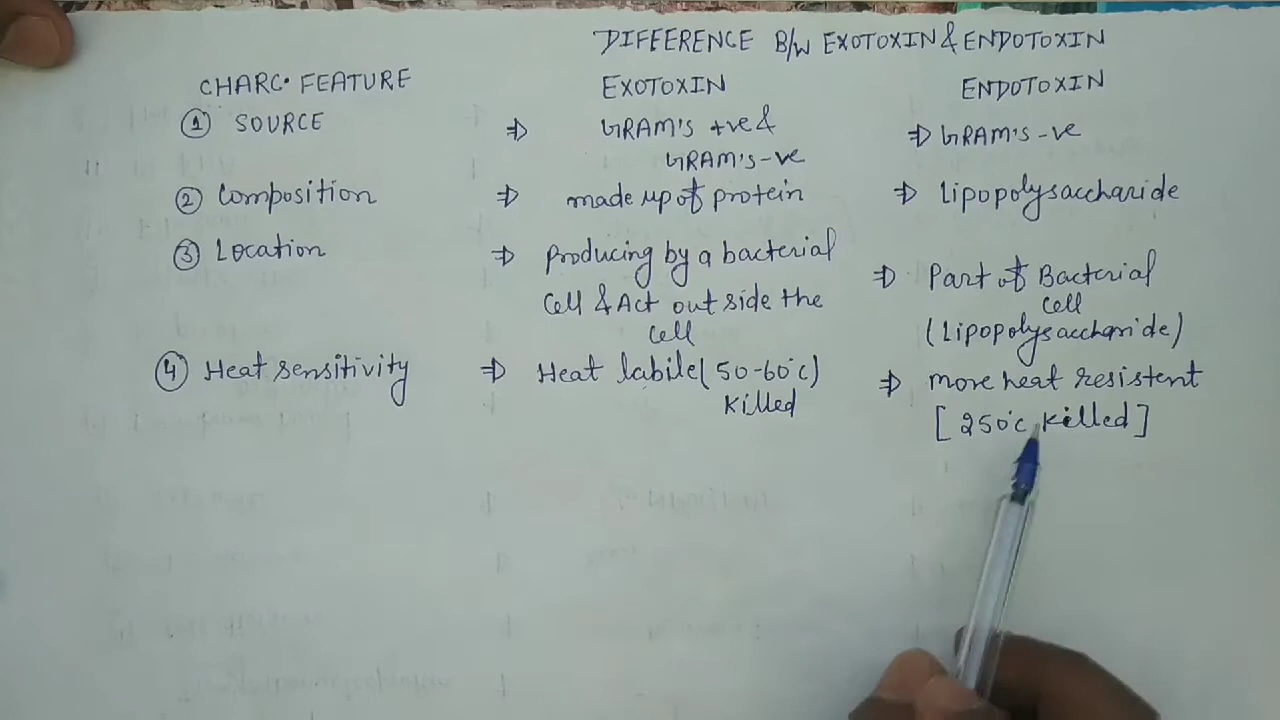 DIFFERENCE B/W EXOTOXIN & ENDOTOXIN
CHARC. FEATURE EXOTOXIN ENDOTOXIN
① SOURCE ⇒ GRAM'S +ve & ⇒ GRAM'S -ve
GRAM'S -ve
② Composition ⇒ made up of protein ⇒ Lipopolysaccharide
③ Location ⇒ Producing by a bacterial ⇒ Part of Bacterial
Cell & Act out side the Cell
cell (Lipopolysaccharide)
④ Heat sensitivity ⇒ Heat labile (50-60°c) ⇒ more heat resistent
Killed [250°c killed]